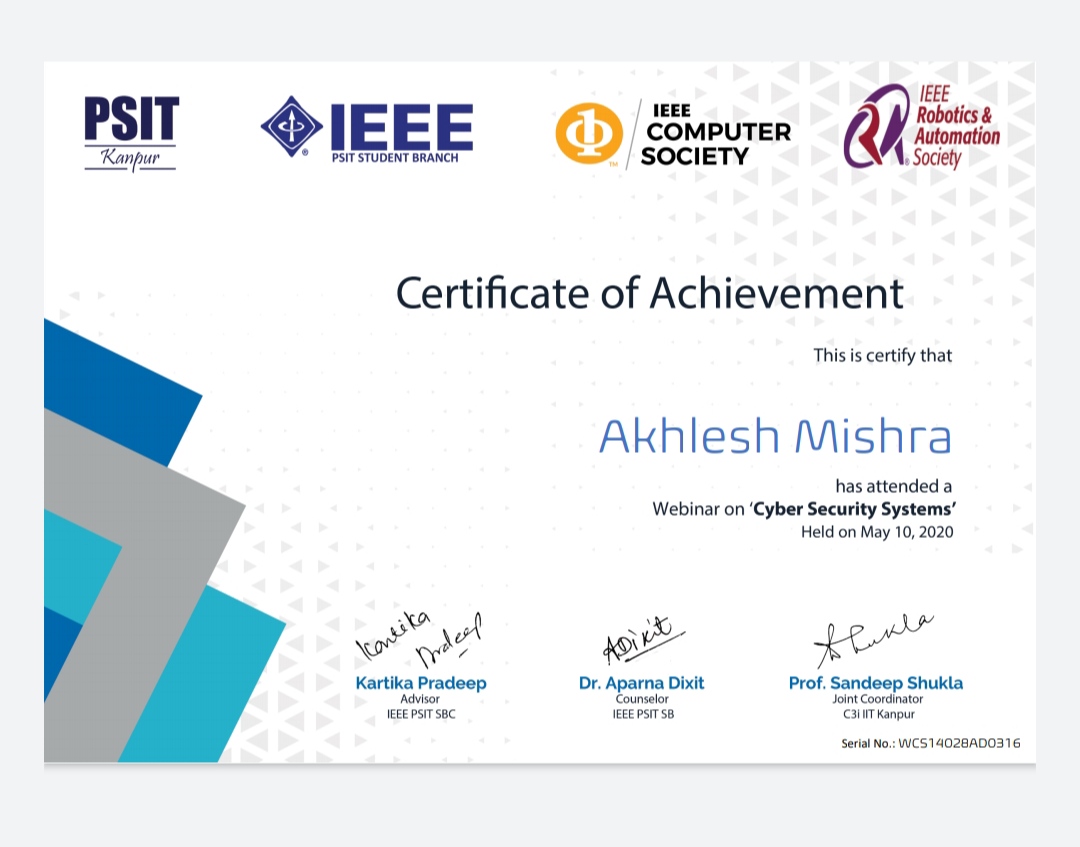 PSIT
Kanpur
IEEE
PSIT STUDENT BRANCH
IEEE
COMPUTER
SOCIETY
IEEE
Robotics &
Automation
Society
Certificate of Achievement
This is certify that
Akhlesh Mishra
has attended a
Webinar on ‘Cyber Security Systems’
Held on May 10, 2020
Kartika Pradeep
ADixit
Shukla
Kartika Pradeep
Advisor
IEEE PSIT SBC
Dr. Aparna Dixit
Counselor
IEEE PSIT SB
Prof. Sandeep Shukla
Joint Coordinator
C3i IIT Kanpur
Serial No.: WCS14028AD0316